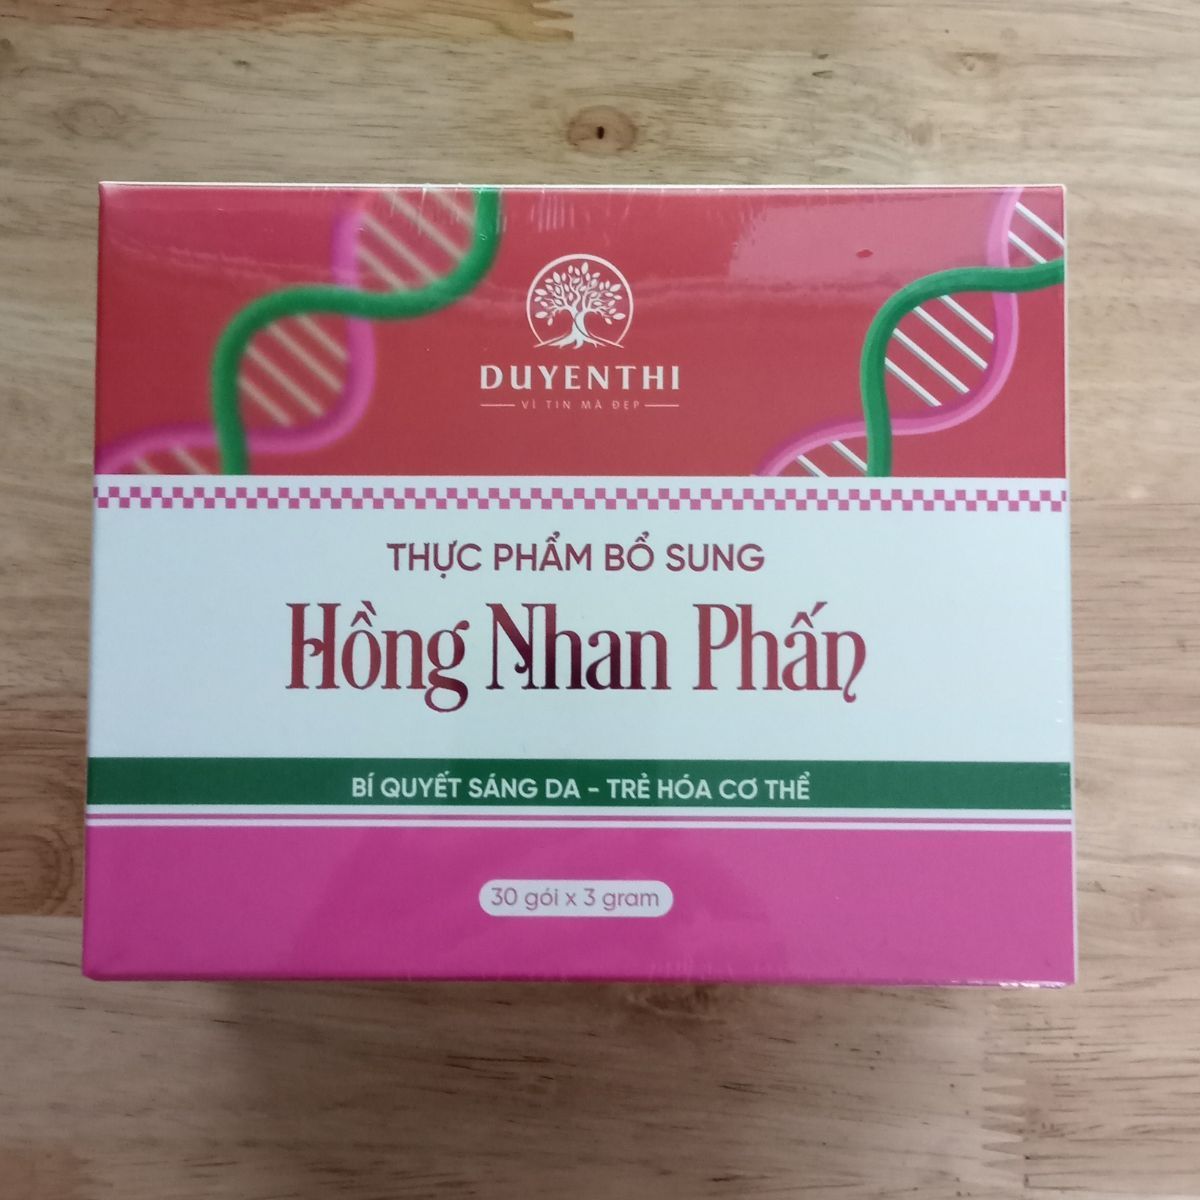 DUYENTHI
VÌ TIN MÀ ĐẸP
THỰC PHẨM BỔ SUNG
Hồng Nhan Phấn
BÍ QUYẾT SÁNG DA - TRẺ HÓA CƠ THỂ
30 gói x 3 gram